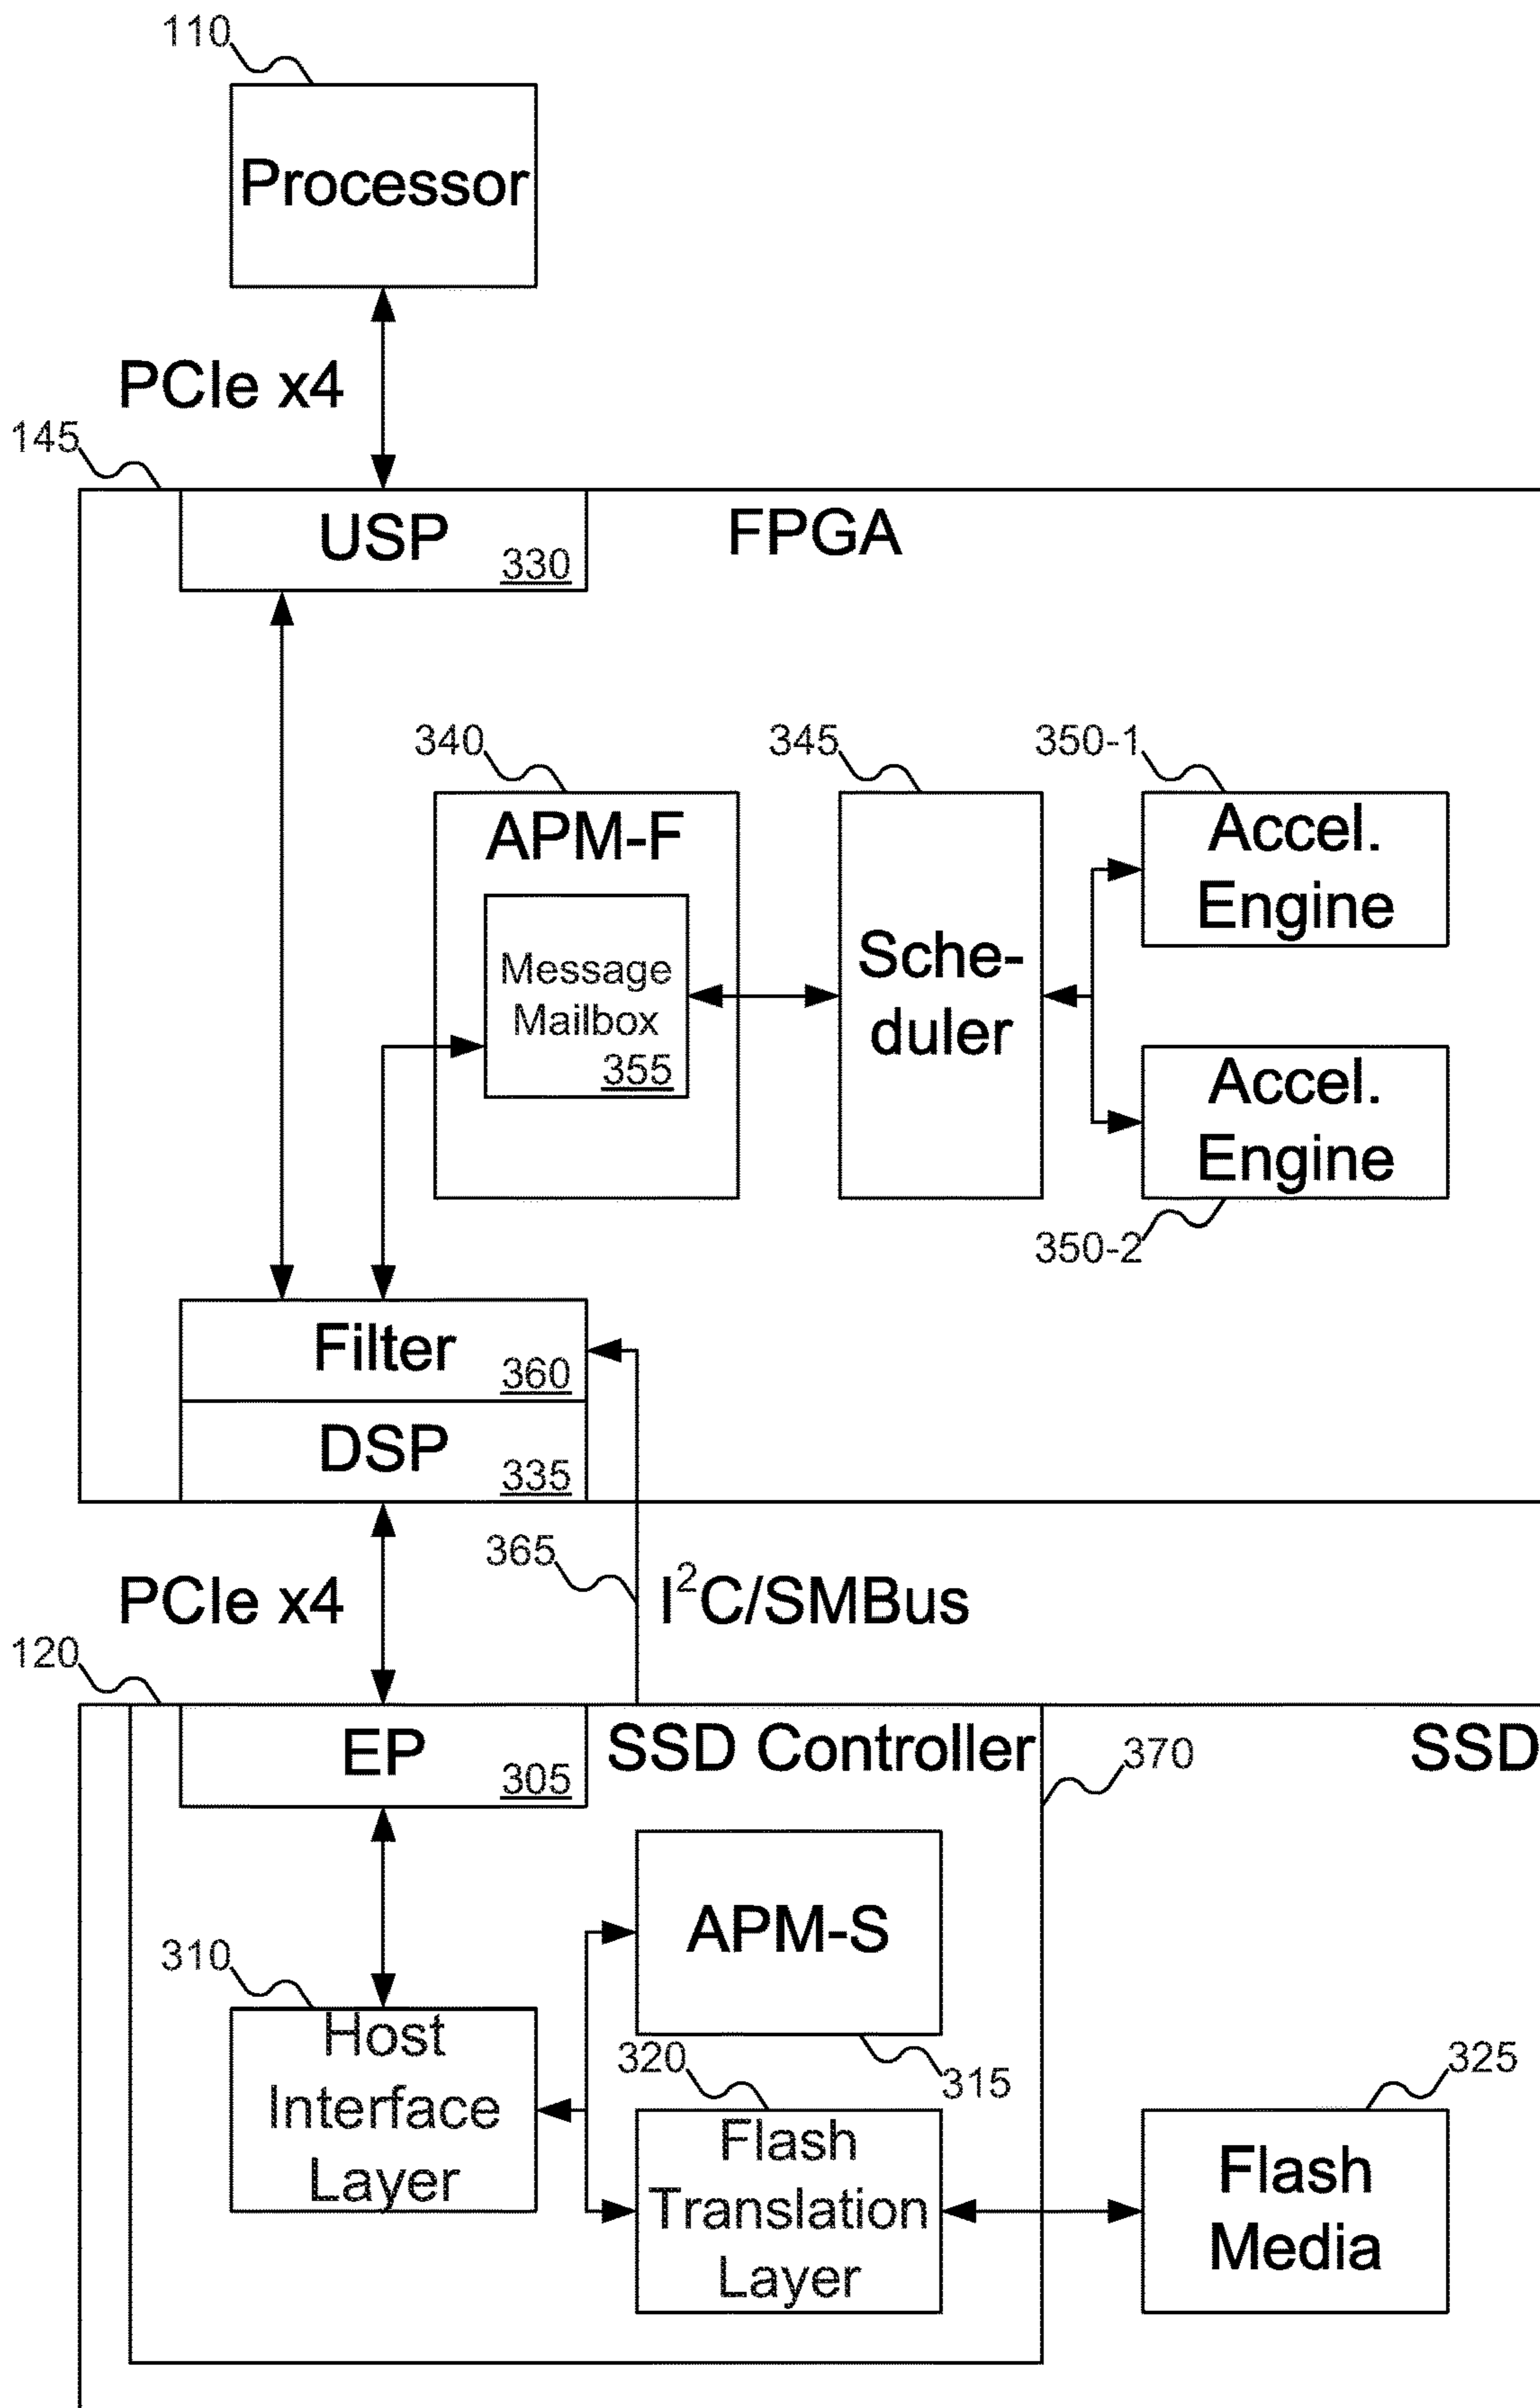 110
Processor
PCIe x4
145
USP
330
FPGA
340
345
350-1
APM-F
Message
Mailbox
355
Sche-
duler
Accel.
Engine
Accel.
Engine
350-2
Filter
360
DSP
335
PCIe x4
365
I²C/SMBus
120
EP
305
SSD Controller
370
SSD
APM-S
315
310
Host
Interface
Layer
320
Flash
Translation
Layer
325
Flash
Media